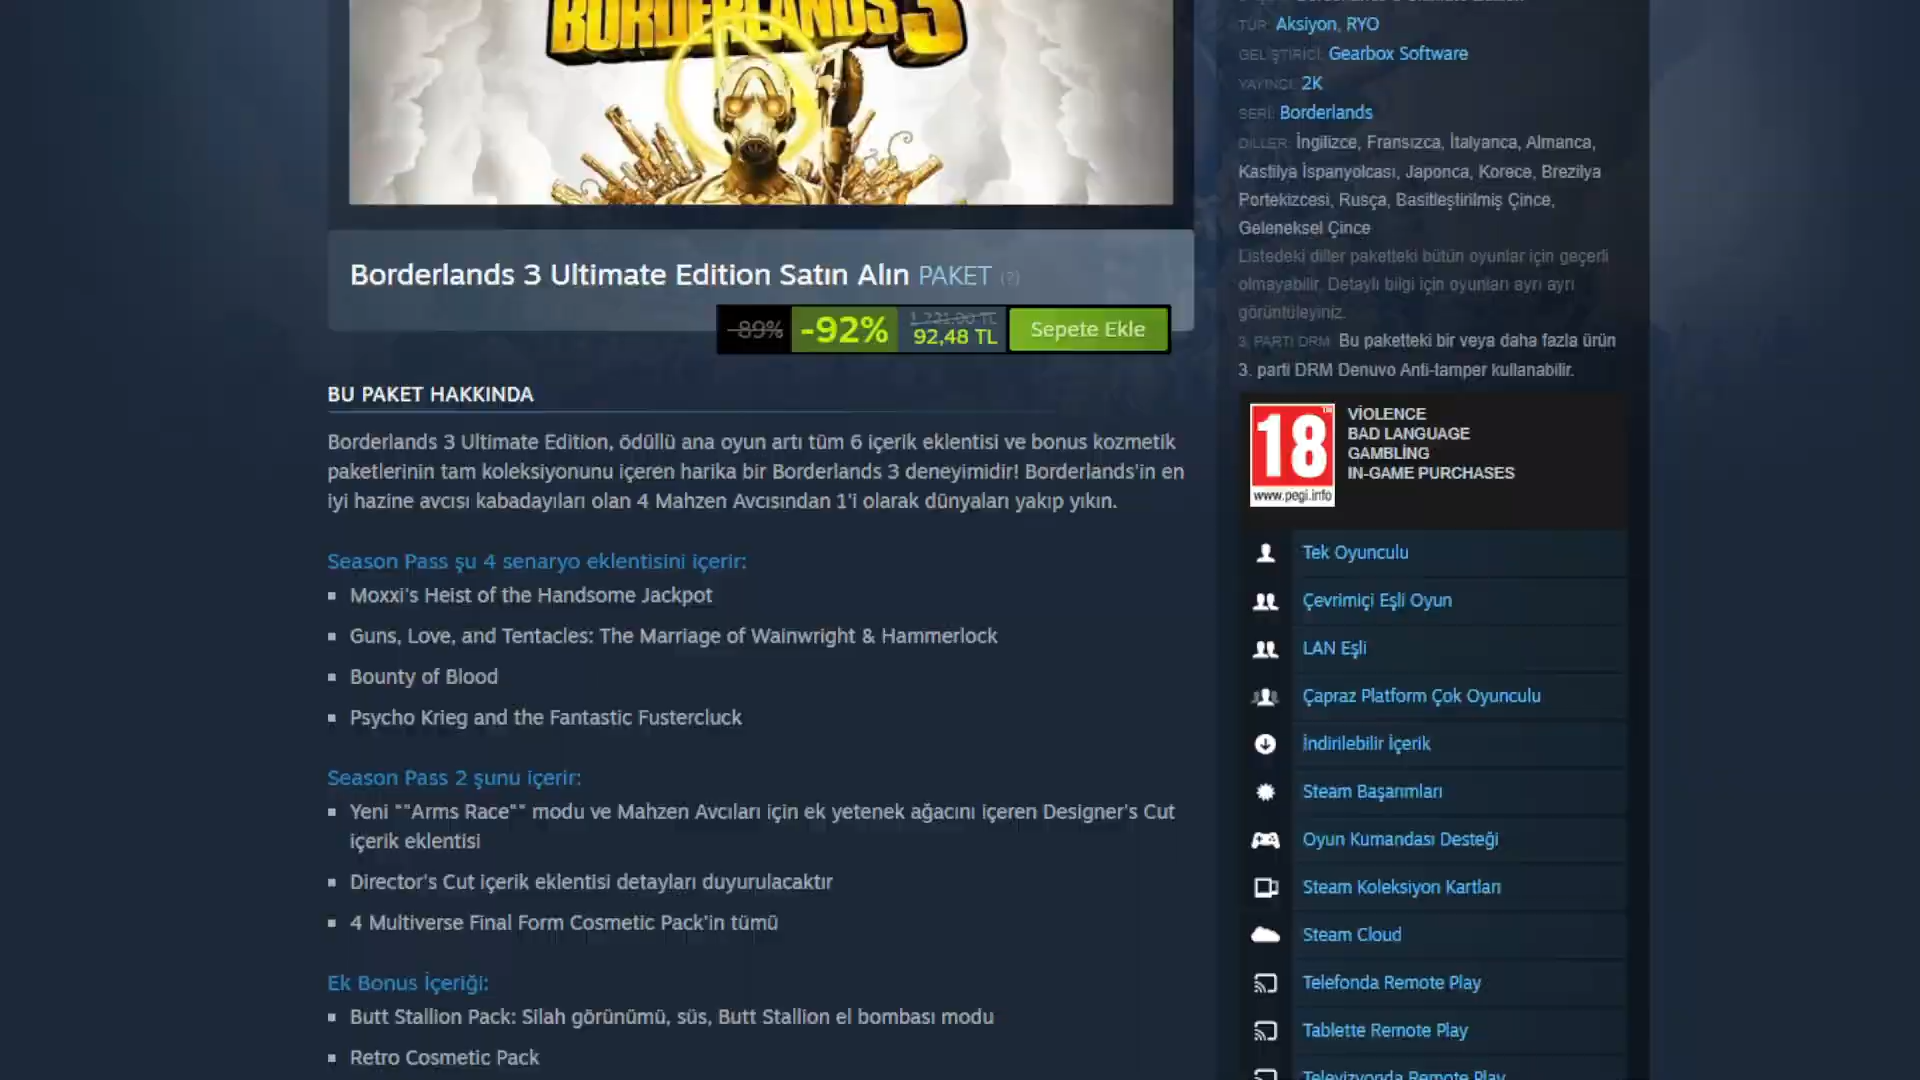 BORDERLANDS 3
TÜR: Aksiyon, RYO
GELİŞTİRİCİ: Gearbox Software
YAYINCI: 2K
SERİ: Borderlands
DİLLER: İngilizce, Fransızca, İtalyanca, Almanca,
Kastilya İspanyolcası, Japonca, Korece, Brezilya
Portekizcesi, Rusça, Basitleştirilmiş Çince,
Geleneksel Çince
Listedeki diller paketteki bütün oyunlar için geçerli
olmayabilir. Detaylı bilgi için oyunları ayrı ayrı
görüntüleyiniz.
3. PARTİ DRM: Bu paketteki bir veya daha fazla ürün
3. parti DRM Denuvo Anti-tamper kullanabilir.
Borderlands 3 Ultimate Edition Satın Alın PAKET (?)
-89% -92% 1.721,00 TL
92,48 TL Sepete Ekle
BU PAKET HAKKINDA
Borderlands 3 Ultimate Edition, ödüllü ana oyun artı tüm 6 içerik eklentisi ve bonus kozmetik
paketlerinin tam koleksiyonunu içeren harika bir Borderlands 3 deneyimidir! Borderlands'in en
iyi hazine avcısı kabadayıları olan 4 Mahzen Avcısından 1'i olarak dünyaları yakıp yıkın.
Season Pass şu 4 senaryo eklentisini içerir:
Moxxi's Heist of the Handsome Jackpot
Guns, Love, and Tentacles: The Marriage of Wainwright & Hammerlock
Bounty of Blood
Psycho Krieg and the Fantastic Fustercluck
Season Pass 2 şunu içerir:
Yeni ""Arms Race"" modu ve Mahzen Avcıları için ek yetenek ağacını içeren Designer's Cut
içerik eklentisi
Director's Cut içerik eklentisi detayları duyurulacaktır
4 Multiverse Final Form Cosmetic Pack'in tümü
Ek Bonus İçeriği:
Butt Stallion Pack: Silah görünümü, süs, Butt Stallion el bombası modu
Retro Cosmetic Pack
18
www.pegi.info
VİOLENCE
BAD LANGUAGE
GAMBLİNG
IN-GAME PURCHASES
Tek Oyunculu
Çevrimiçi Eşli Oyun
LAN Eşli
Çapraz Platform Çok Oyunculu
İndirilebilir İçerik
Steam Başarımları
Oyun Kumandası Desteği
Steam Koleksiyon Kartları
Steam Cloud
Telefonda Remote Play
Tablette Remote Play
Televizyonda Remote Play